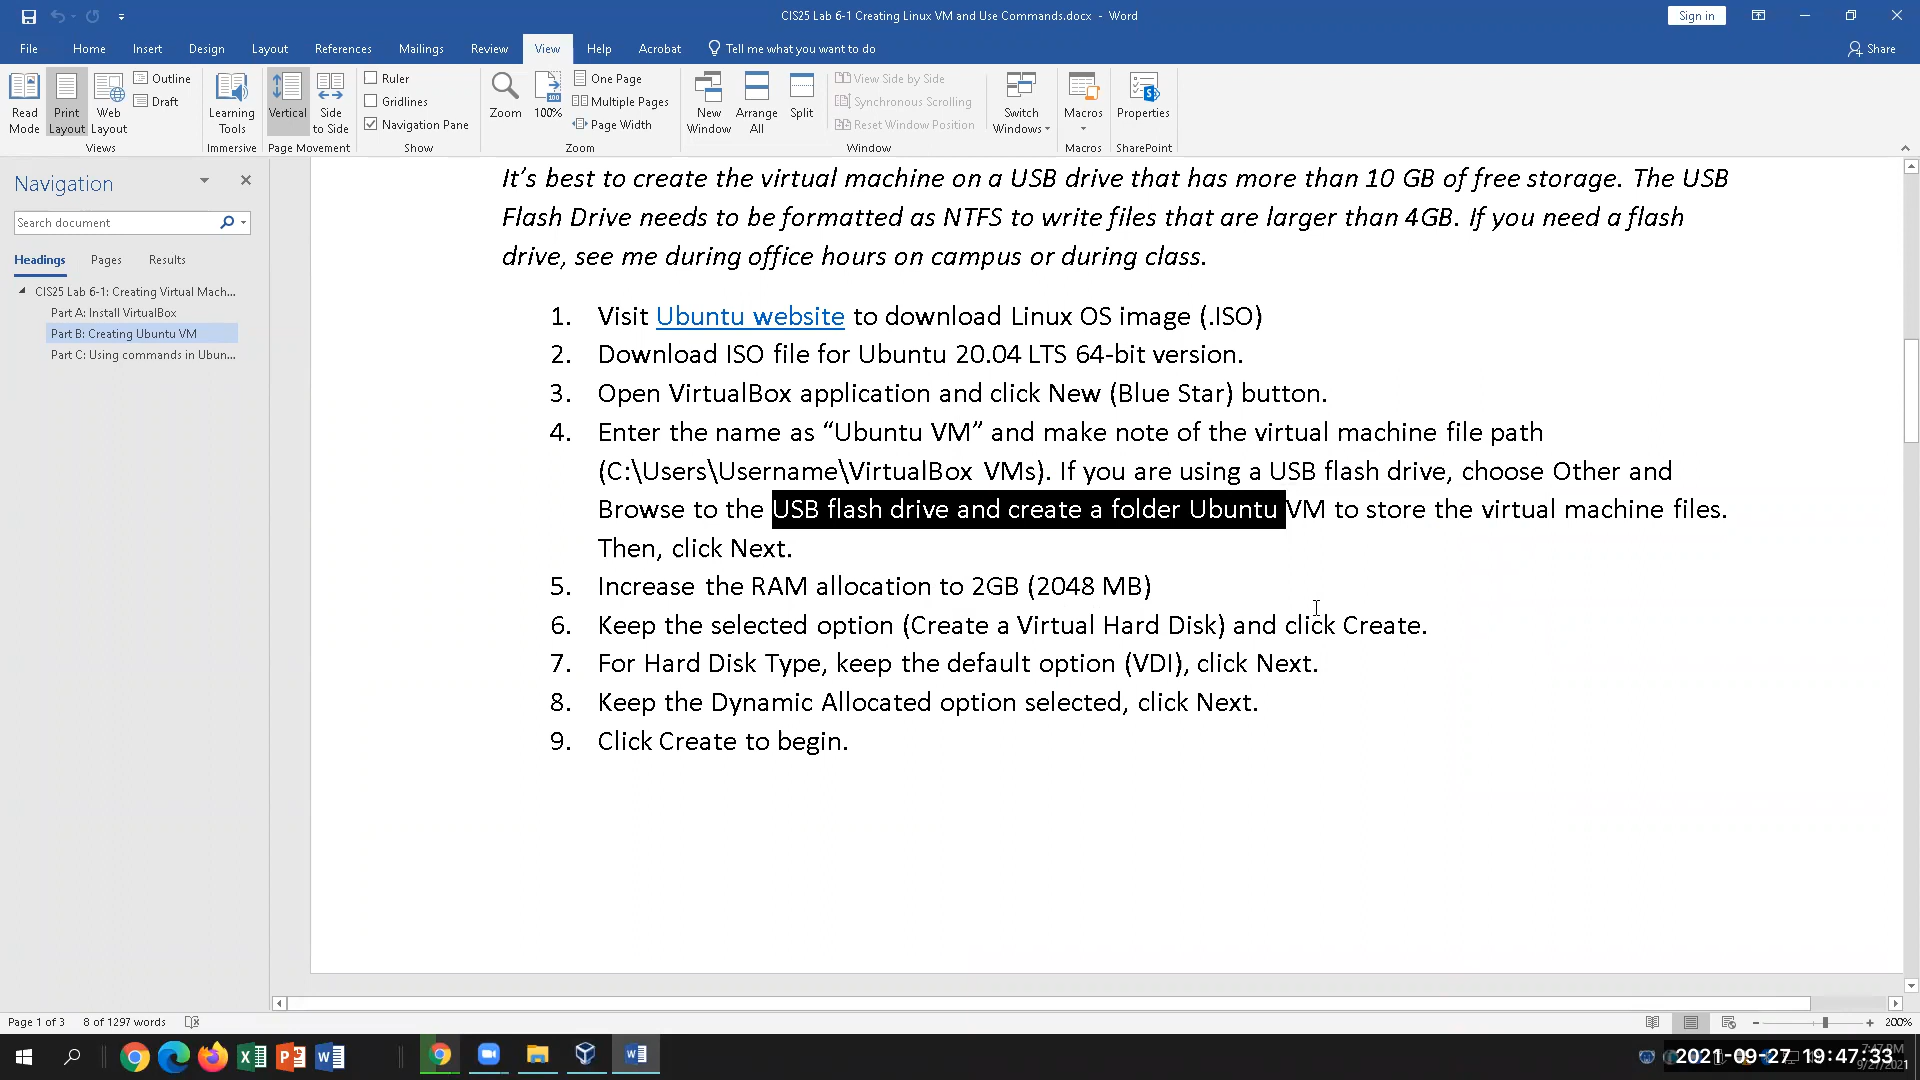 CIS25 Lab 6-1 Creating Linux VM and Use Commands.docx - Word
Sign in
File Home Insert Design Layout References Mailings Review View Help Acrobat Tell me what you want to do Share
Read Mode
Print Layout
Web Layout
Outline
Draft
Views
Learning Tools
Immersive
Vertical
Side to Side
Page Movement
Ruler
Gridlines
Navigation Pane
Show
Zoom
100%
One Page
Multiple Pages
Page Width
Zoom
New Window
Arrange All
Split
View Side by Side
Synchronous Scrolling
Reset Window Position
Window
Switch Windows
Macros
Macros
Properties
SharePoint
Navigation
Search document
Headings Pages Results
CIS25 Lab 6-1: Creating Virtual Mach...
Part A: Install VirtualBox
Part B: Creating Ubuntu VM
Part C: Using commands in Ubun...
It’s best to create the virtual machine on a USB drive that has more than 10 GB of free storage. The USB
Flash Drive needs to be formatted as NTFS to write files that are larger than 4GB. If you need a flash
drive, see me during office hours on campus or during class.
1. Visit Ubuntu website to download Linux OS image (.ISO)
2. Download ISO file for Ubuntu 20.04 LTS 64-bit version.
3. Open VirtualBox application and click New (Blue Star) button.
4. Enter the name as “Ubuntu VM” and make note of the virtual machine file path
(C:\Users\Username\VirtualBox VMs). If you are using a USB flash drive, choose Other and
Browse to the USB flash drive and create a folder Ubuntu VM to store the virtual machine files.
Then, click Next.
5. Increase the RAM allocation to 2GB (2048 MB)
6. Keep the selected option (Create a Virtual Hard Disk) and click Create.
7. For Hard Disk Type, keep the default option (VDI), click Next.
8. Keep the Dynamic Allocated option selected, click Next.
9. Click Create to begin.
Page 1 of 3 8 of 1297 words
200%
2021-09-27 19:47:33
7:47 PM
9/27/2021